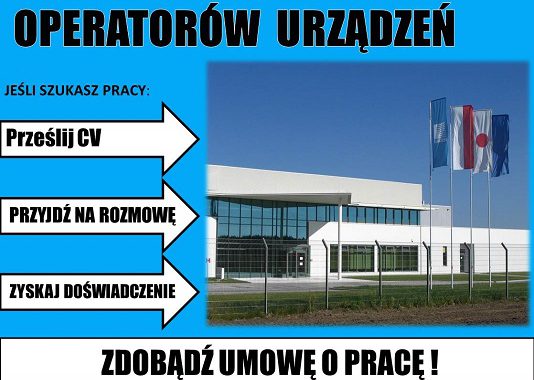 OPERATORÓW URZĄDZEŃ
JEŚLI SZUKASZ PRACY:
Prześlij CV
PRZYJDŹ NA ROZMOWĘ
ZYSKAJ DOŚWIADCZENIE
ZDOBĄDŹ UMOWĘ O PRACĘ !